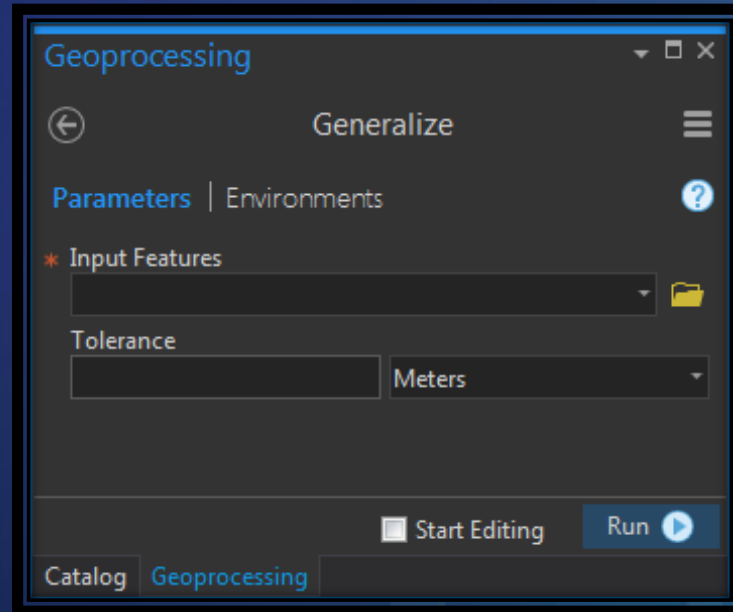 Geoprocessing
Generalize
Parameters | Environments
?
* Input Features
Tolerance
Meters
Start Editing Run
Catalog Geoprocessing